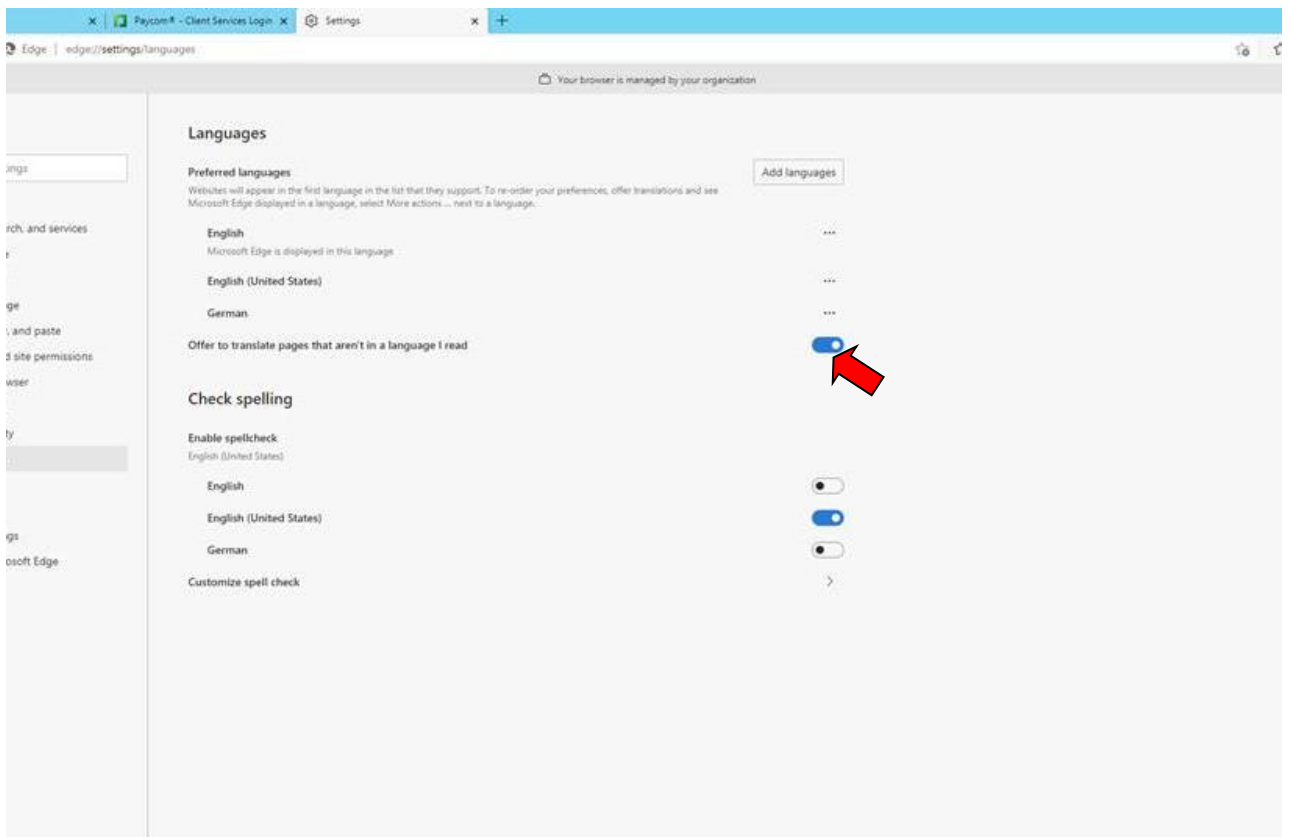 Paycom® - Client Services Login
Settings
Edge | edge://settings/languages
Your browser is managed by your organization
Languages
ings
Preferred languages
Add languages
Websites will appear in the first language in the list that they support. To re-order your preferences, offer translations and see
Microsoft Edge displayed in a language, select More actions ... next to a language.
rch, and services
English
Microsoft Edge is displayed in this language
English (United States)
ge
German
, and paste
Offer to translate pages that aren't in a language I read
d site permissions
wser
Check spelling
ty
Enable spellcheck
English (United States)
English
English (United States)
gs
German
osoft Edge
Customize spell check